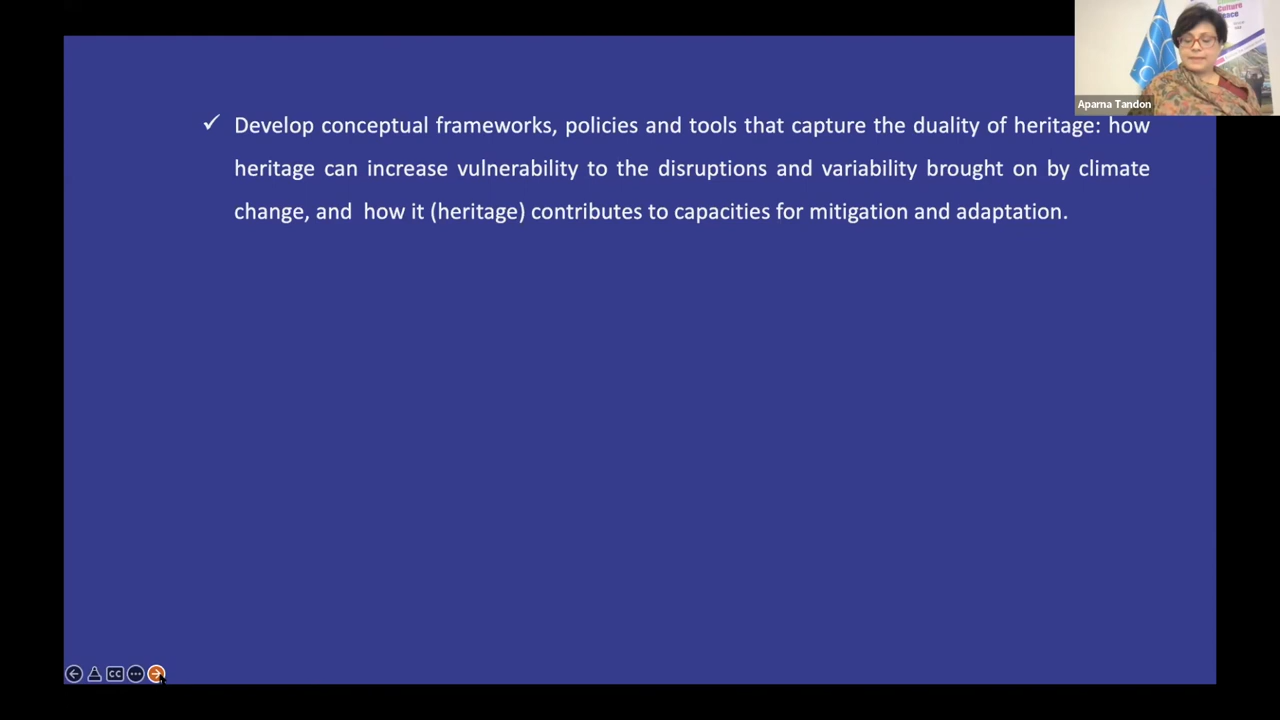 Culture
Aparna Tandon
✓ Develop conceptual frameworks, policies and tools that capture the duality of heritage: how
heritage can increase vulnerability to the disruptions and variability brought on by climate
change, and how it (heritage) contributes to capacities for mitigation and adaptation.
CC